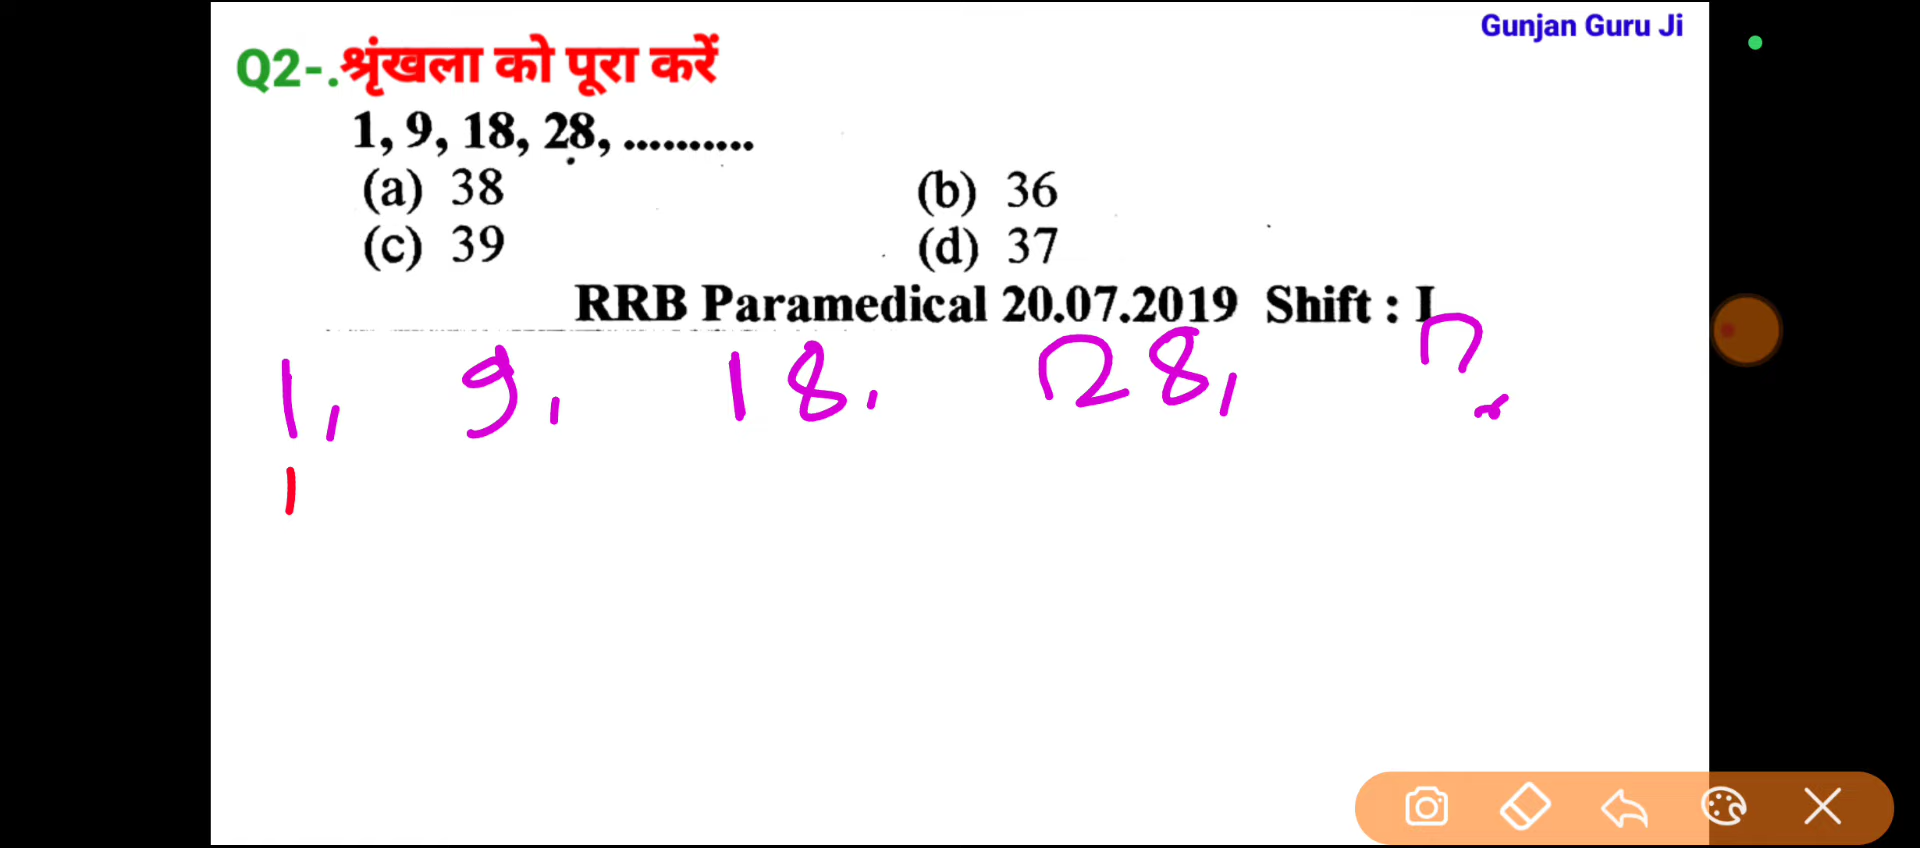 Gunjan Guru Ji
Q2-.श्रृंखला को पूरा करें
1, 9, 18, 28, ..........
(a) 38 (b) 36
(c) 39 (d) 37
RRB Paramedical 20.07.2019 Shift : I
1, 9, 18, 28, ?
1